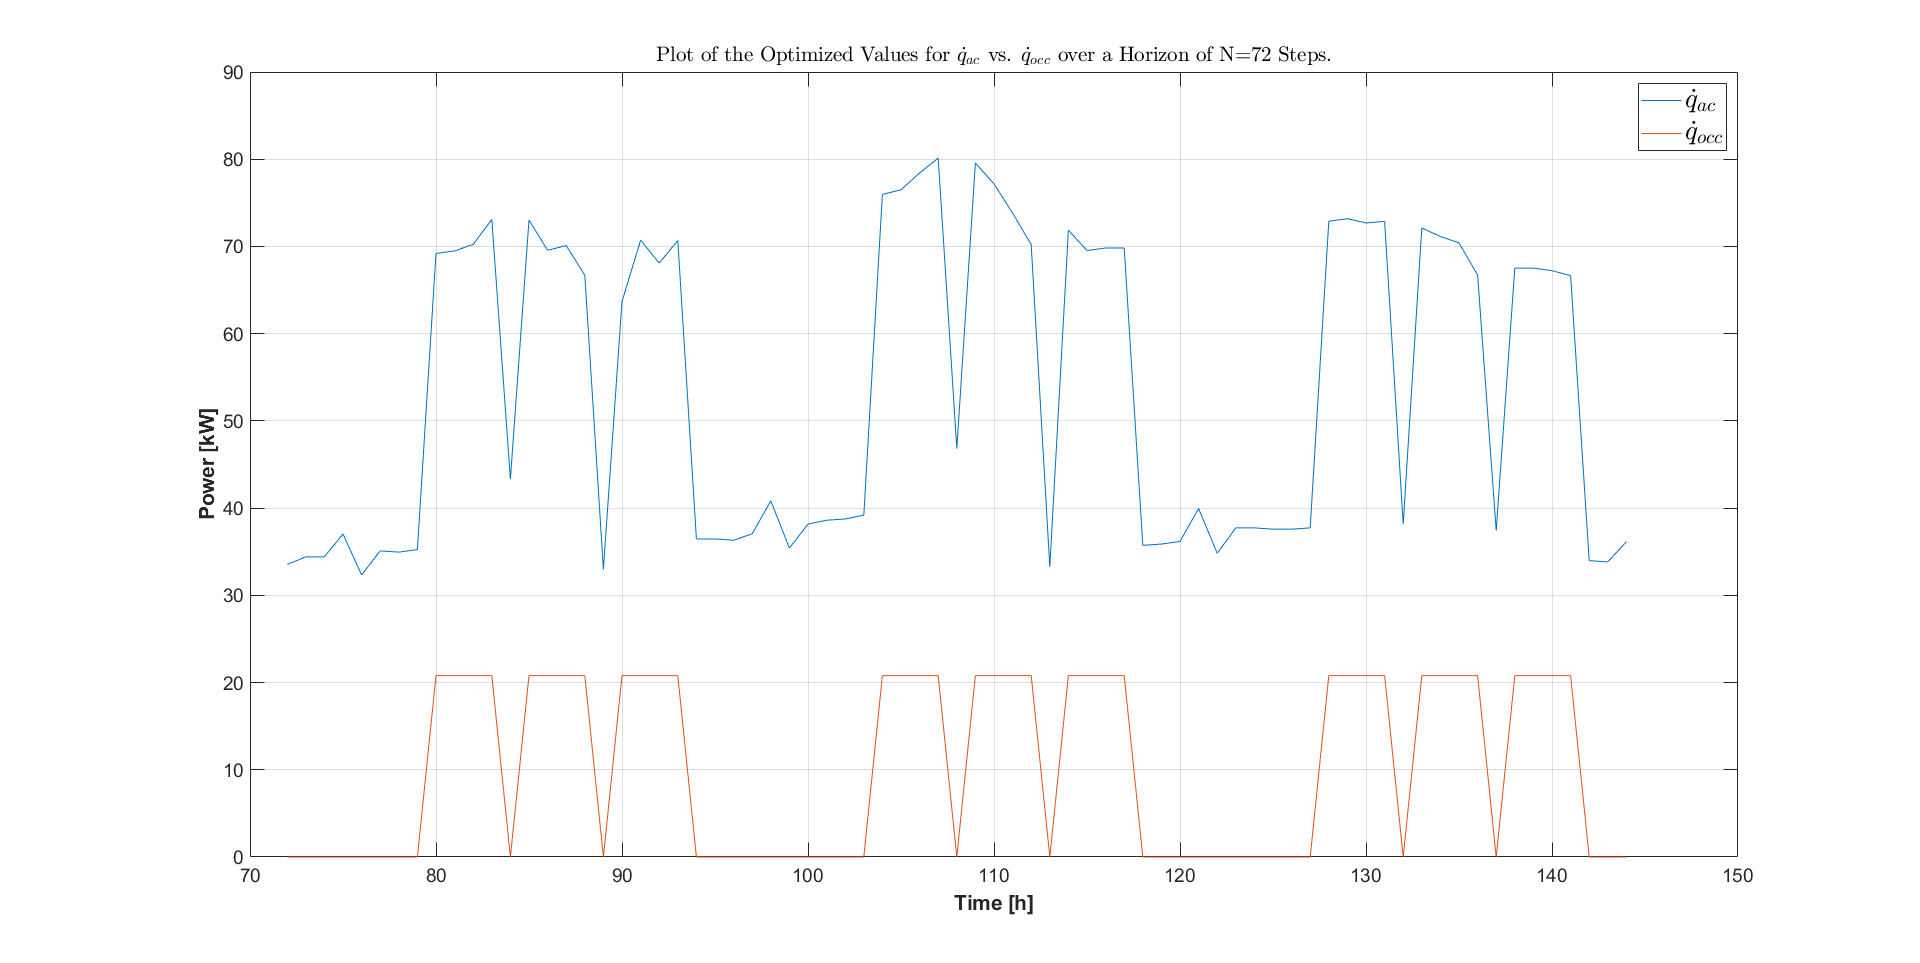 Plot of the Optimized Values for q̇ac vs. q̇occ over a Horizon of N=72 Steps.
90
80
70
60
50
40
30
20
10
0
Power [kW]
q̇ac
q̇occ
70 80 90 100 110 120 130 140 150
Time [h]